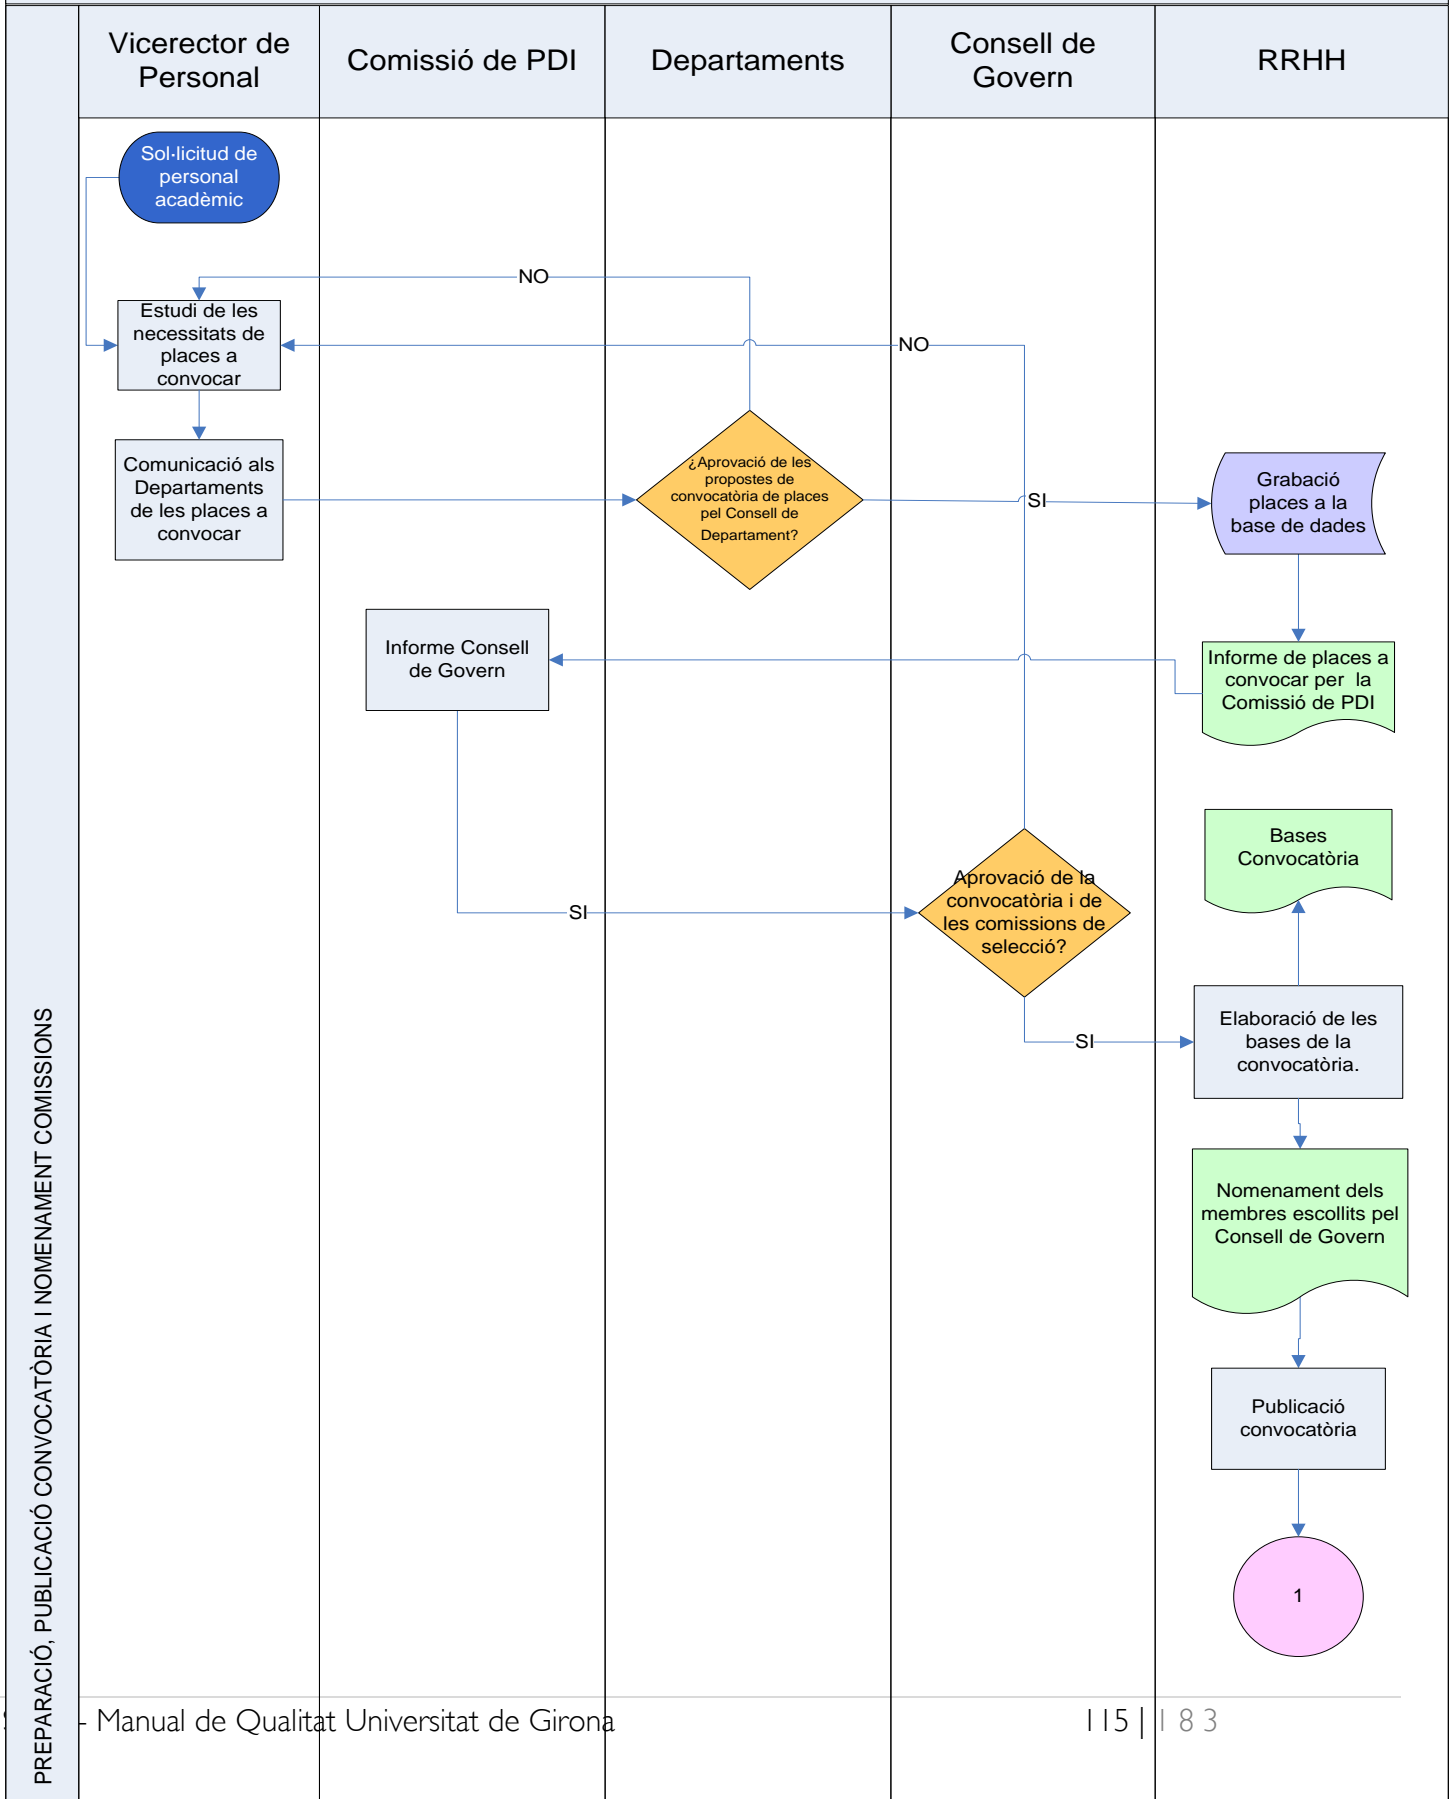 Vicerector de
Personal
Comissió de PDI
Departaments
Consell de
Govern
RRHH
Sol·licitud de
personal
acadèmic
NO
Estudi de les
necessitats de
places a
convocar
NO
Comunicació als
Departaments
de les places a
convocar
¿Aprovació de les
propostes de
convocatòria de places
pel Consell de
Departament?
SI
Grabació
places a la
base de dades
Informe Consell
de Govern
Informe de places a
convocar per la
Comissió de PDI
Bases
Convocatòria
SI
Aprovació de la
convocatòria i de
les comissions de
selecció?
SI
Elaboració de les
bases de la
convocatòria.
Nomenament dels
membres escollits pel
Consell de Govern
Publicació
convocatòria
1
PREPARACIÓ, PUBLICACIÓ CONVOCATÒRIA I NOMENAMENT COMISSIONS
- Manual de Qualitat Universitat de Girona
115 | 183